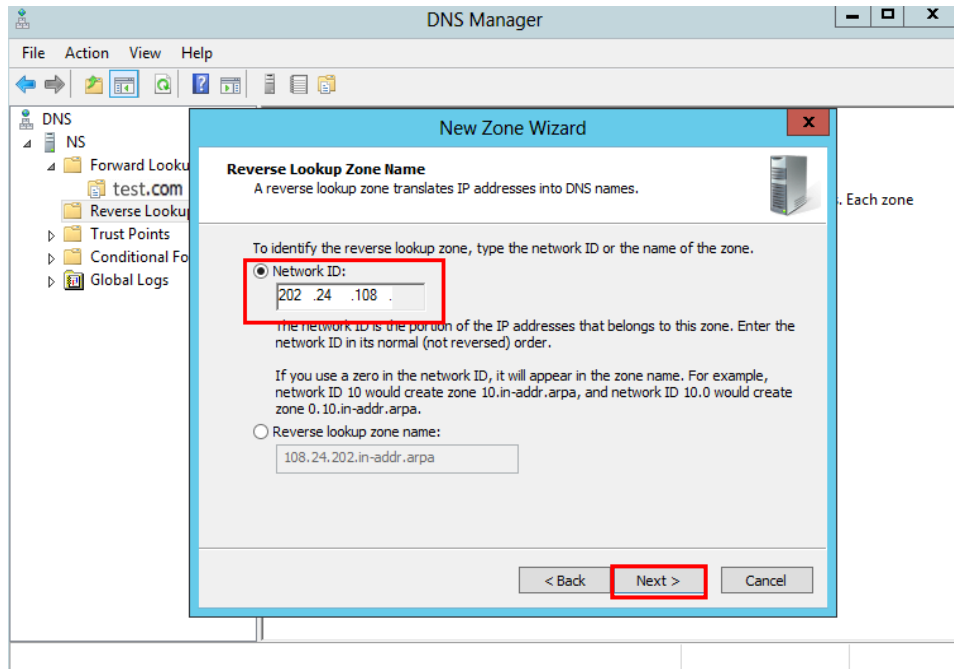 DNS Manager
File Action View Help
DNS
NS
Forward Looku
test.com
Reverse Looku
Trust Points
Conditional Fo
Global Logs
. Each zone
New Zone Wizard
Reverse Lookup Zone Name
A reverse lookup zone translates IP addresses into DNS names.
To identify the reverse lookup zone, type the network ID or the name of the zone.
Network ID:
202 .24 .108 .
The network ID is the portion of the IP addresses that belongs to this zone. Enter the
network ID in its normal (not reversed) order.
If you use a zero in the network ID, it will appear in the zone name. For example,
network ID 10 would create zone 10.in-addr.arpa, and network ID 10.0 would create
zone 0.10.in-addr.arpa.
Reverse lookup zone name:
108.24.202.in-addr.arpa
< Back Next > Cancel